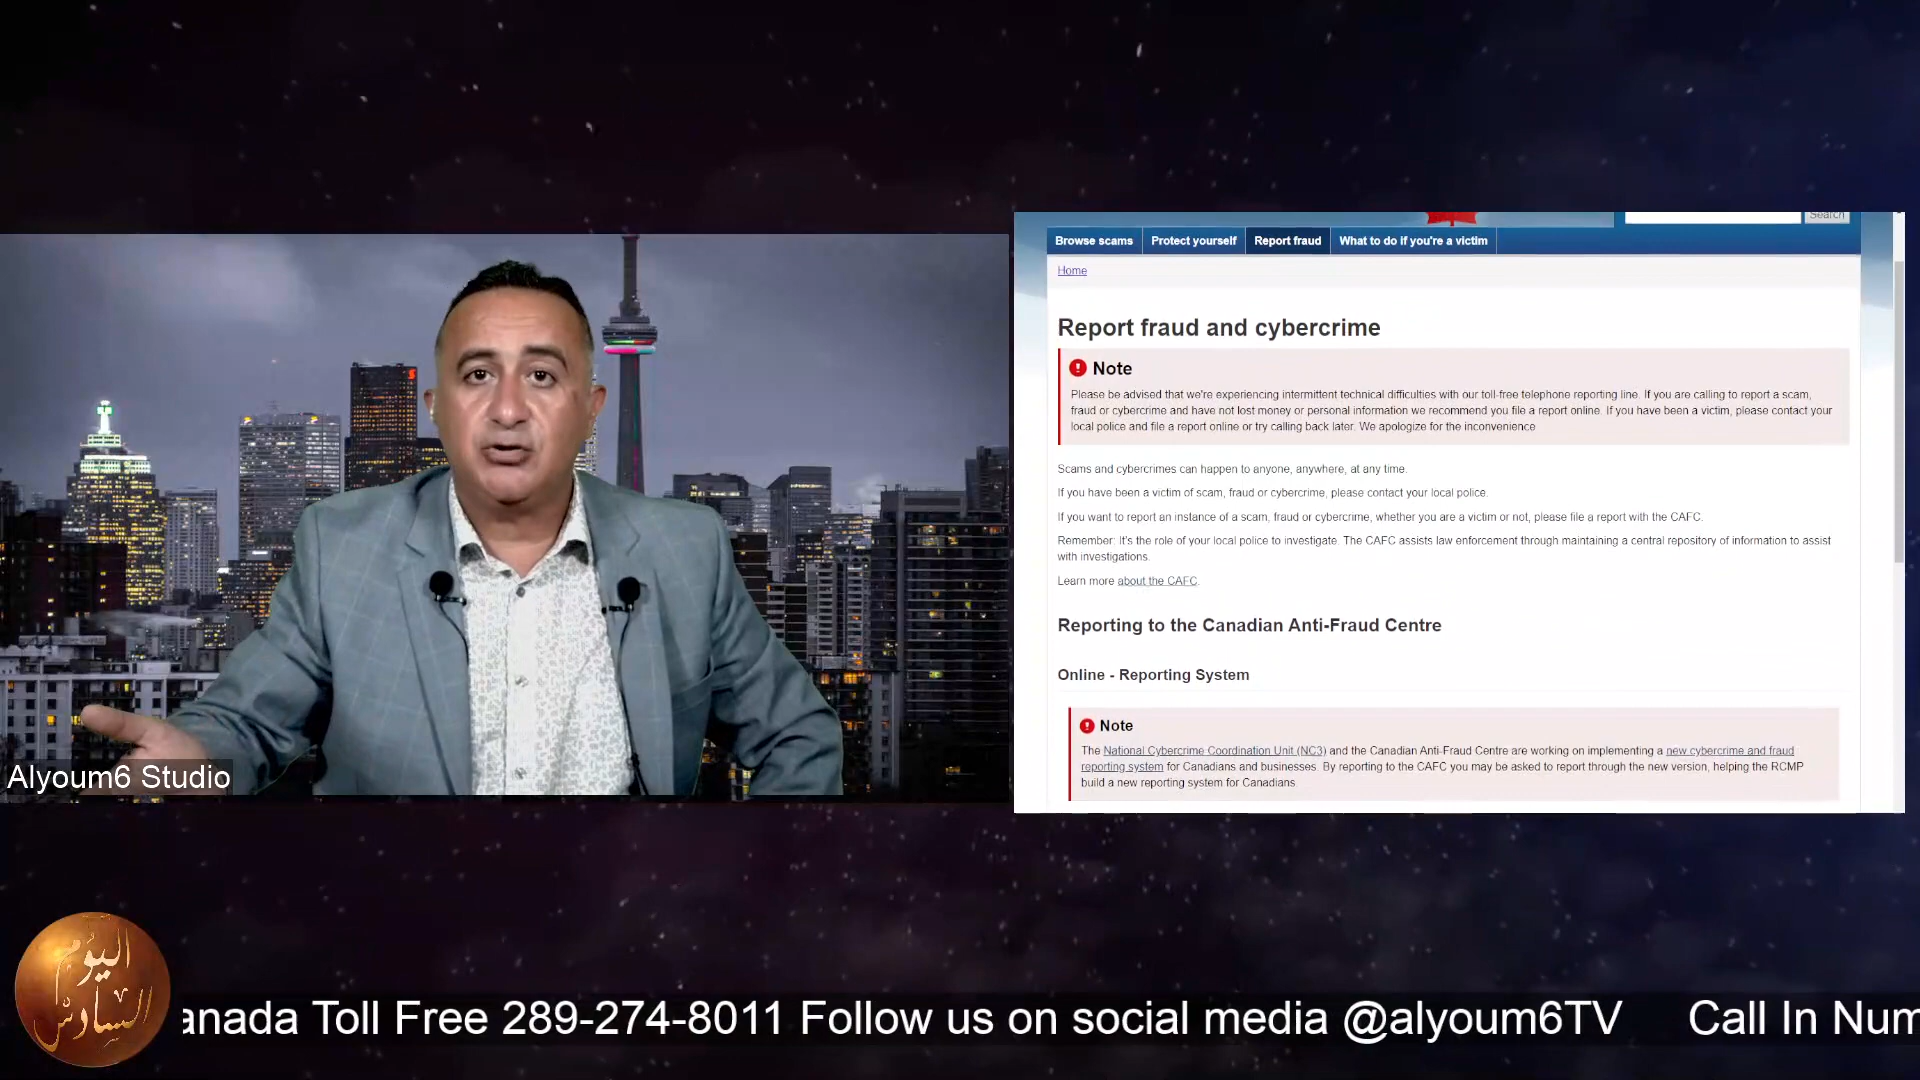 Search
Browse scams
Protect yourself
Report fraud
What to do if you're a victim
Home
Report fraud and cybercrime
Note
Please be advised that we're experiencing intermittent technical difficulties with our toll-free telephone reporting line. If you are calling to report a scam,
fraud or cybercrime and have not lost money or personal information we recommend you file a report online. If you have been a victim, please contact your
local police and file a report online or try calling back later. We apologize for the inconvenience
Scams and cybercrimes can happen to anyone, anywhere, at any time.
If you have been a victim of scam, fraud or cybercrime, please contact your local police.
If you want to report an instance of a scam, fraud or cybercrime, whether you are a victim or not, please file a report with the CAFC.
Remember: It's the role of your local police to investigate. The CAFC assists law enforcement through maintaining a central repository of information to assist
with investigations.
Learn more about the CAFC.
Reporting to the Canadian Anti-Fraud Centre
Online - Reporting System
Note
The National Cybercrime Coordination Unit (NC3) and the Canadian Anti-Fraud Centre are working on implementing a new cybercrime and fraud
reporting system for Canadians and businesses. By reporting to the CAFC you may be asked to report through the new version, helping the RCMP
build a new reporting system for Canadians.
Alyoum6 Studio
اليوم
السادس
anada Toll Free 289-274-8011 Follow us on social media @alyoum6TV Call In Num